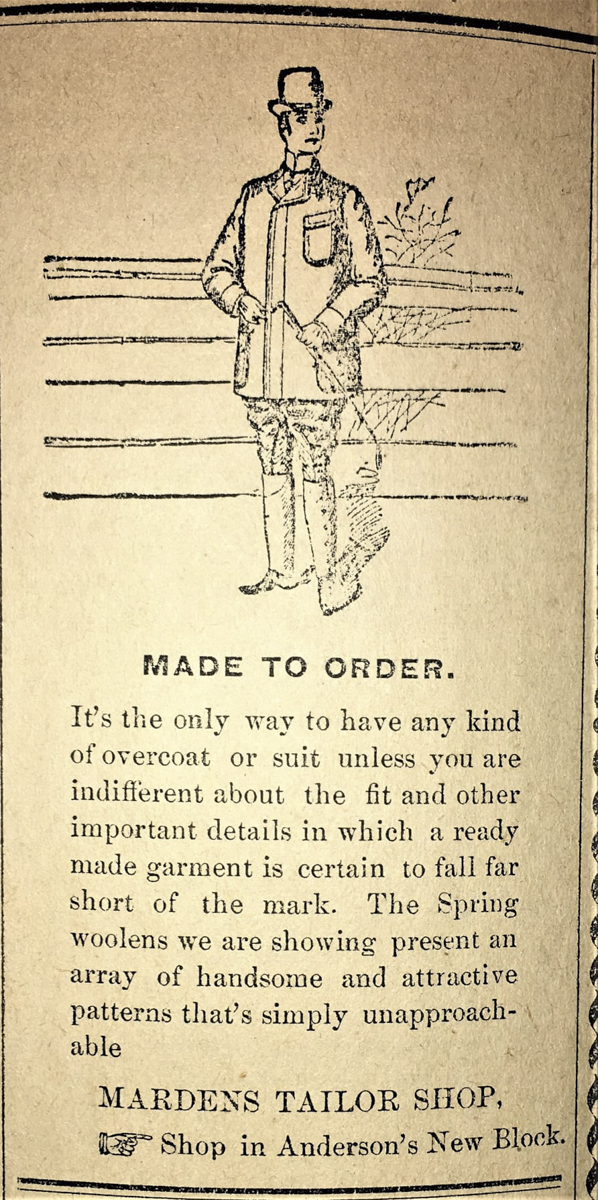 MADE TO ORDER.
It's the only way to have any kind
of overcoat or suit unless you are
indifferent about the fit and other
important details in which a ready
made garment is certain to fall far
short of the mark. The Spring
woolens we are showing present an
array of handsome and attractive
patterns that's simply unapproach-
able
MARDENS TAILOR SHOP,
☞ Shop in Anderson's New Block.